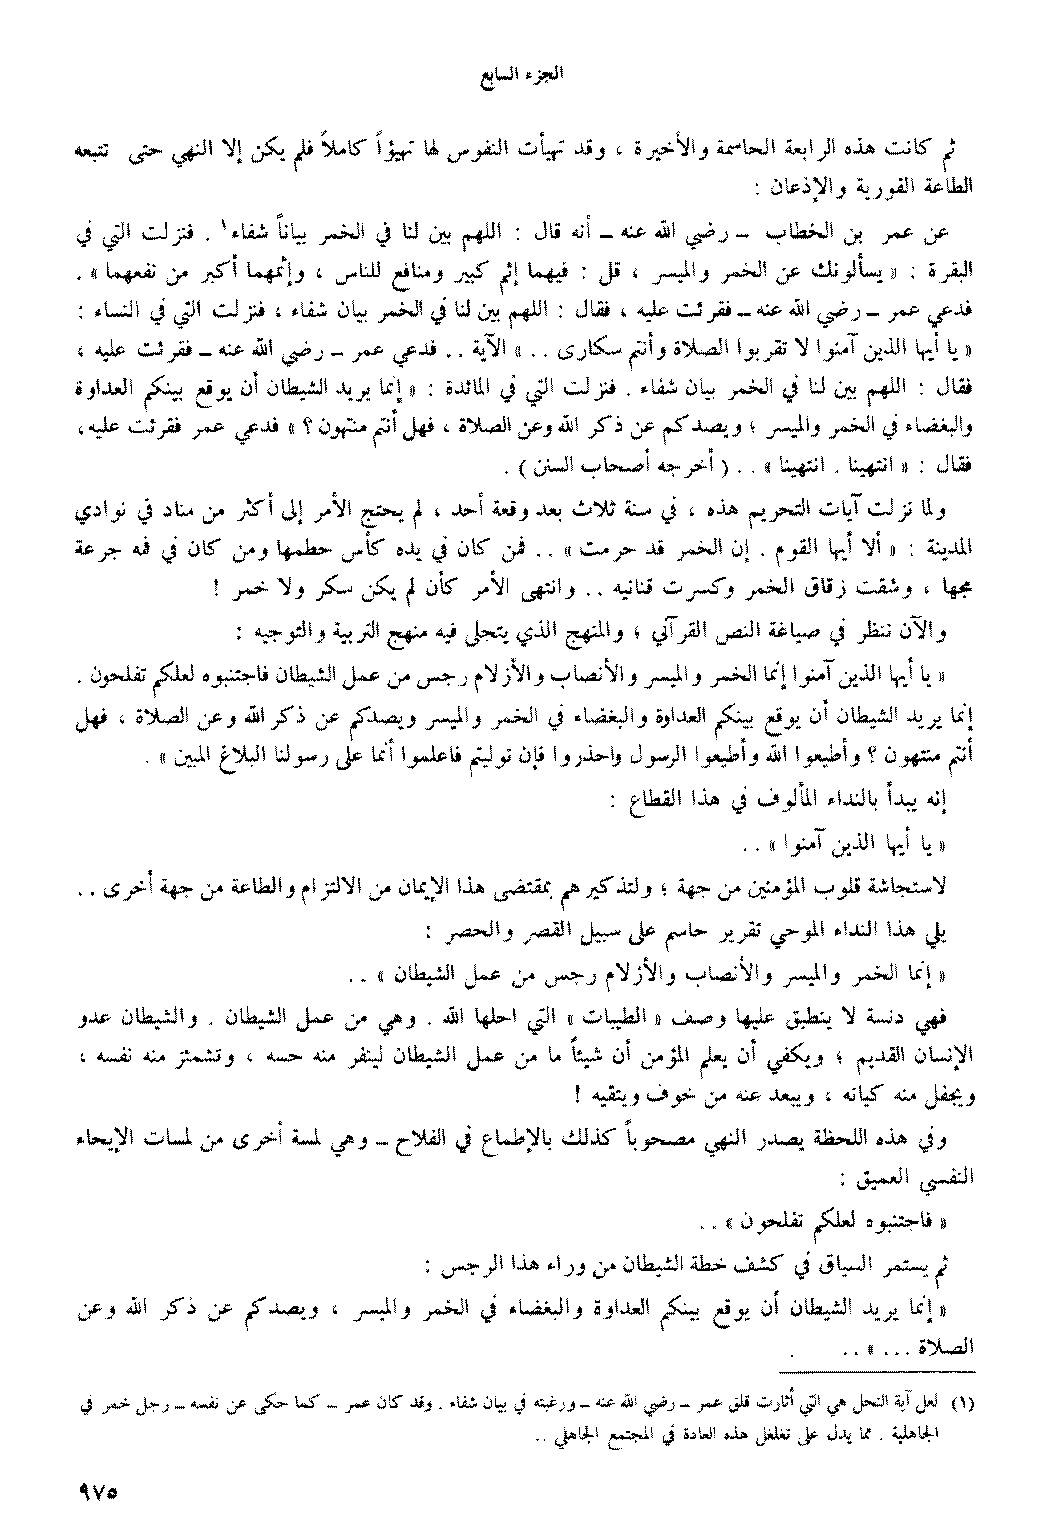 الجزء السابع
ثم كانت هذه الرابعة الحاسمة والأخيرة ، وقد تهيأت النفوس لها تهيؤاً كاملاً فلم يكن إلا النهي حتى تتبعه
الطاعة الفورية والإذعان :
عن عمر بن الخطاب – رضي الله عنه – أنه قال : اللهم بين لنا في الخمر بياناً شفاء¹ . فنزلت التي في
البقرة : « يسألونك عن الخمر والميسر ، قل : فيهما إثم كبير ومنافع للناس ، وإثمهما أكبر من نفعهما » .
فدعي عمر – رضي الله عنه – فقرئت عليه ، فقال : اللهم بين لنا في الخمر بيان شفاء ، فنزلت التي في النساء :
« يا أيها الذين آمنوا لا تقربوا الصلاة وأنتم سكارى .. » الآية .. فدعي عمر – رضي الله عنه – فقرئت عليه ،
فقال : اللهم بين لنا في الخمر بيان شفاء . فنزلت التي في المائدة : « إنما يريد الشيطان أن يوقع بينكم العداوة
والبغضاء في الخمر والميسر ؛ ويصدكم عن ذكر الله وعن الصلاة ، فهل أنتم منتهون ؟ » فدعي عمر فقرئت عليه،
فقال : « انتهينا . انتهينا » .. ( أخرجه أصحاب السنن ) .
ولما نزلت آيات التحريم هذه ، في سنة ثلاث بعد وقعة أحد ، لم يحتج الأمر إلى أكثر من مناد في نوادي
المدينة : « ألا أيها القوم . إن الخمر قد حرمت » .. فمن كان في يده كأس حطمها ومن كان في فمه جرعة
مجها ، وشقت زقاق الخمر وكسرت قنانيه .. وانتهى الأمر كأن لم يكن سكر ولا خمر !
والآن ننظر في صياغة النص القرآني ؛ والمنهج الذي يتجلى فيه منهج التربية والتوجيه :
« يا أيها الذين آمنوا إنما الخمر والميسر والأنصاب والأزلام رجس من عمل الشيطان فاجتنبوه لعلكم تفلحون .
إنما يريد الشيطان أن يوقع بينكم العداوة والبغضاء في الخمر والميسر ويصدكم عن ذكر الله وعن الصلاة ، فهل
أنتم منتهون ؟ وأطيعوا الله وأطيعوا الرسول واحذروا فإن توليتم فاعلموا أنما على رسولنا البلاغ المبين » .
إنه يبدأ بالنداء المألوف في هذا القطاع :
« يا أيها الذين آمنوا » ..
لاستجاشة قلوب المؤمنين من جهة ؛ ولتذكيرهم بمقتضى هذا الإيمان من الالتزام والطاعة من جهة أخرى ..
يلي هذا النداء الموحي تقرير حاسم على سبيل القصر والحصر :
« إنما الخمر والميسر والأنصاب والأزلام رجس من عمل الشيطان » ..
فهي دنسة لا ينطبق عليها وصف « الطيبات » التي احلها الله . وهي من عمل الشيطان . والشيطان عدو
الإنسان القديم ؛ ويكفي أن يعلم المؤمن أن شيئاً ما من عمل الشيطان لينفر منه حسه ، وتشمئز منه نفسه ،
ويجفل منه كيانه ، ويبعد عنه من خوف ويتقيه !
وفي هذه اللحظة يصدر النهي مصحوباً كذلك بالإطماع في الفلاح – وهي لمسة أخرى من لمسات الإيحاء
النفسي العميق :
« فاجتنبوه لعلكم تفلحون » ..
ثم يستمر السياق في كشف خطة الشيطان من وراء هذا الرجس :
« إنما يريد الشيطان أن يوقع بينكم العداوة والبغضاء في الخمر والميسر ، ويصدكم عن ذكر الله وعن
الصلاة ... » .. .
(١) لعل آية النحل هي التي أثارت قلق عمر – رضي الله عنه – ورغبته في بيان شفاء . وقد كان عمر – كما حكى عن نفسه – رجل خمر في
الجاهلية . مما يدل على تغلغل هذه العادة في المجتمع الجاهلي ..
٩٧٥